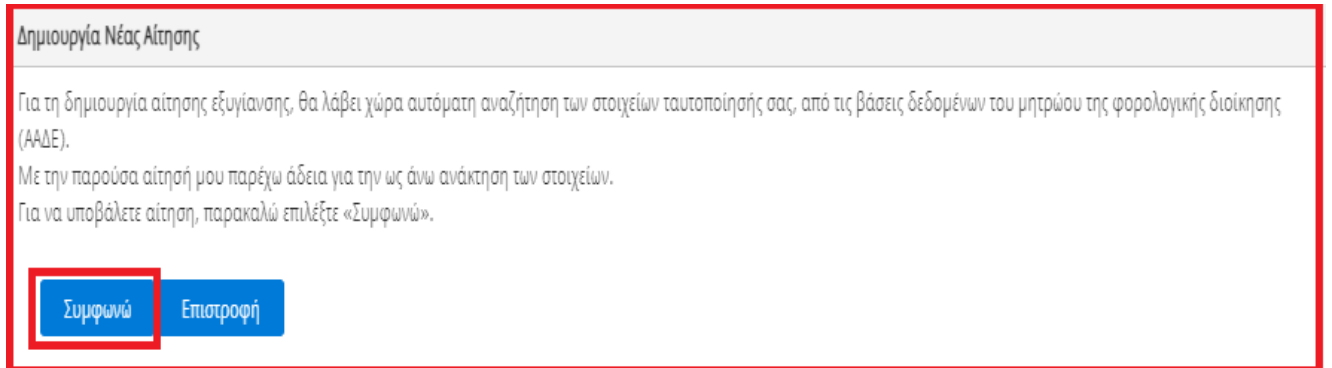 Δημιουργία Νέας Αίτησης
Για τη δημιουργία αίτησης εξυγίανσης, θα λάβει χώρα αυτόματη αναζήτηση των στοιχείων ταυτοποίησής σας, από τις βάσεις δεδομένων του μητρώου της φορολογικής διοίκησης
(ΑΑΔΕ).
Με την παρούσα αίτησή μου παρέχω άδεια για την ως άνω ανάκτηση των στοιχείων.
Για να υποβάλετε αίτηση, παρακαλώ επιλέξτε «Συμφωνώ».
Συμφωνώ Επιστροφή